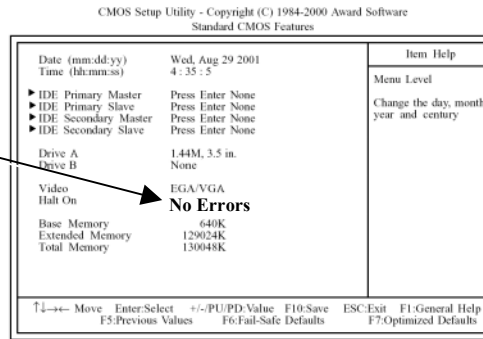 CMOS Setup Utility - Copyright (C) 1984-2000 Award Software
Standard CMOS Features
Item Help
Date (mm:dd:yy) Wed, Aug 29 2001
Time (hh:mm:ss) 4 : 35 : 5
Menu Level
▶IDE Primary Master Press Enter None
▶IDE Primary Slave Press Enter None
▶IDE Secondary Master Press Enter None
▶IDE Secondary Slave Press Enter None
Change the day, month
year and century
Drive A 1.44M, 3.5 in.
Drive B None
Video EGA/VGA
Halt On No Errors
Base Memory 640K
Extended Memory 129024K
Total Memory 130048K
↑↓→← Move Enter:Select +/-/PU/PD:Value F10:Save ESC:Exit F1:General Help
F5:Previous Values F6:Fail-Safe Defaults F7:Optimized Defaults